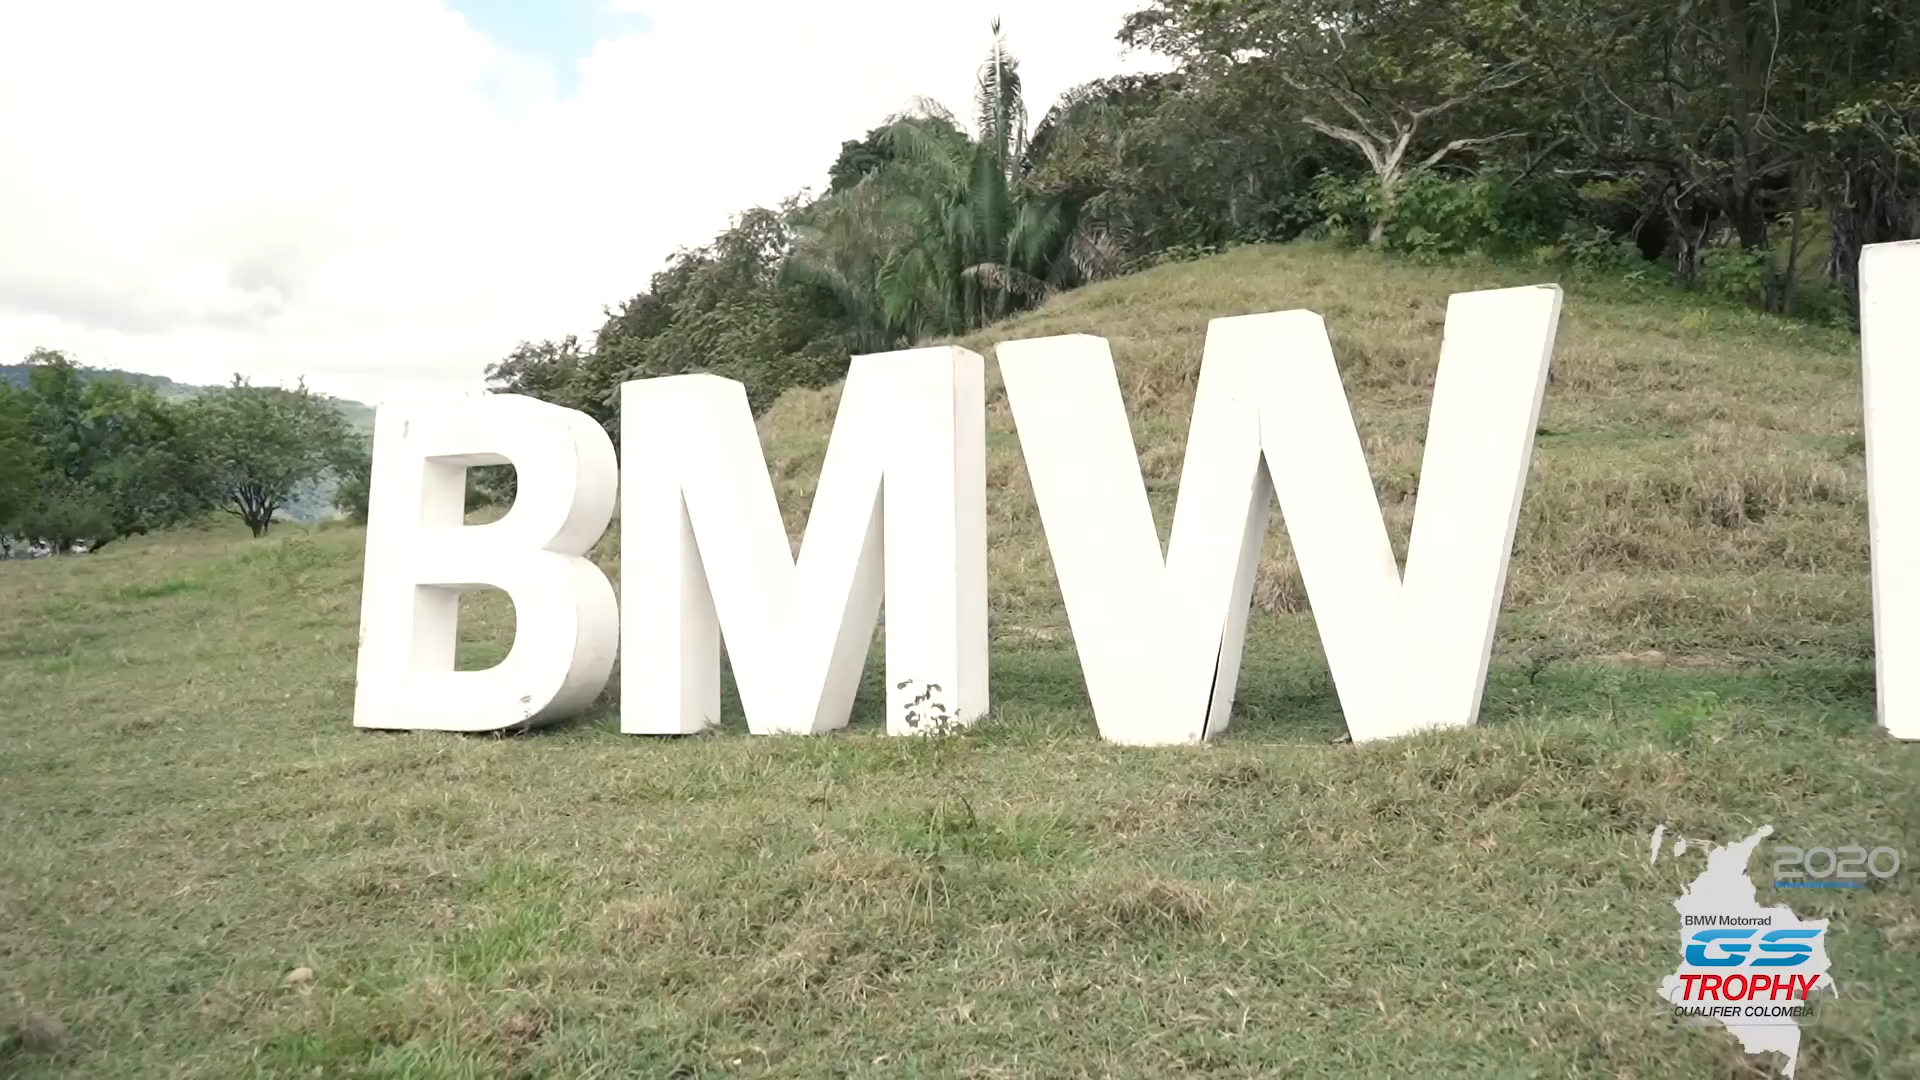 BMW
2020
BMW Motorrad
GS
TROPHY
QUALIFIER COLOMBIA